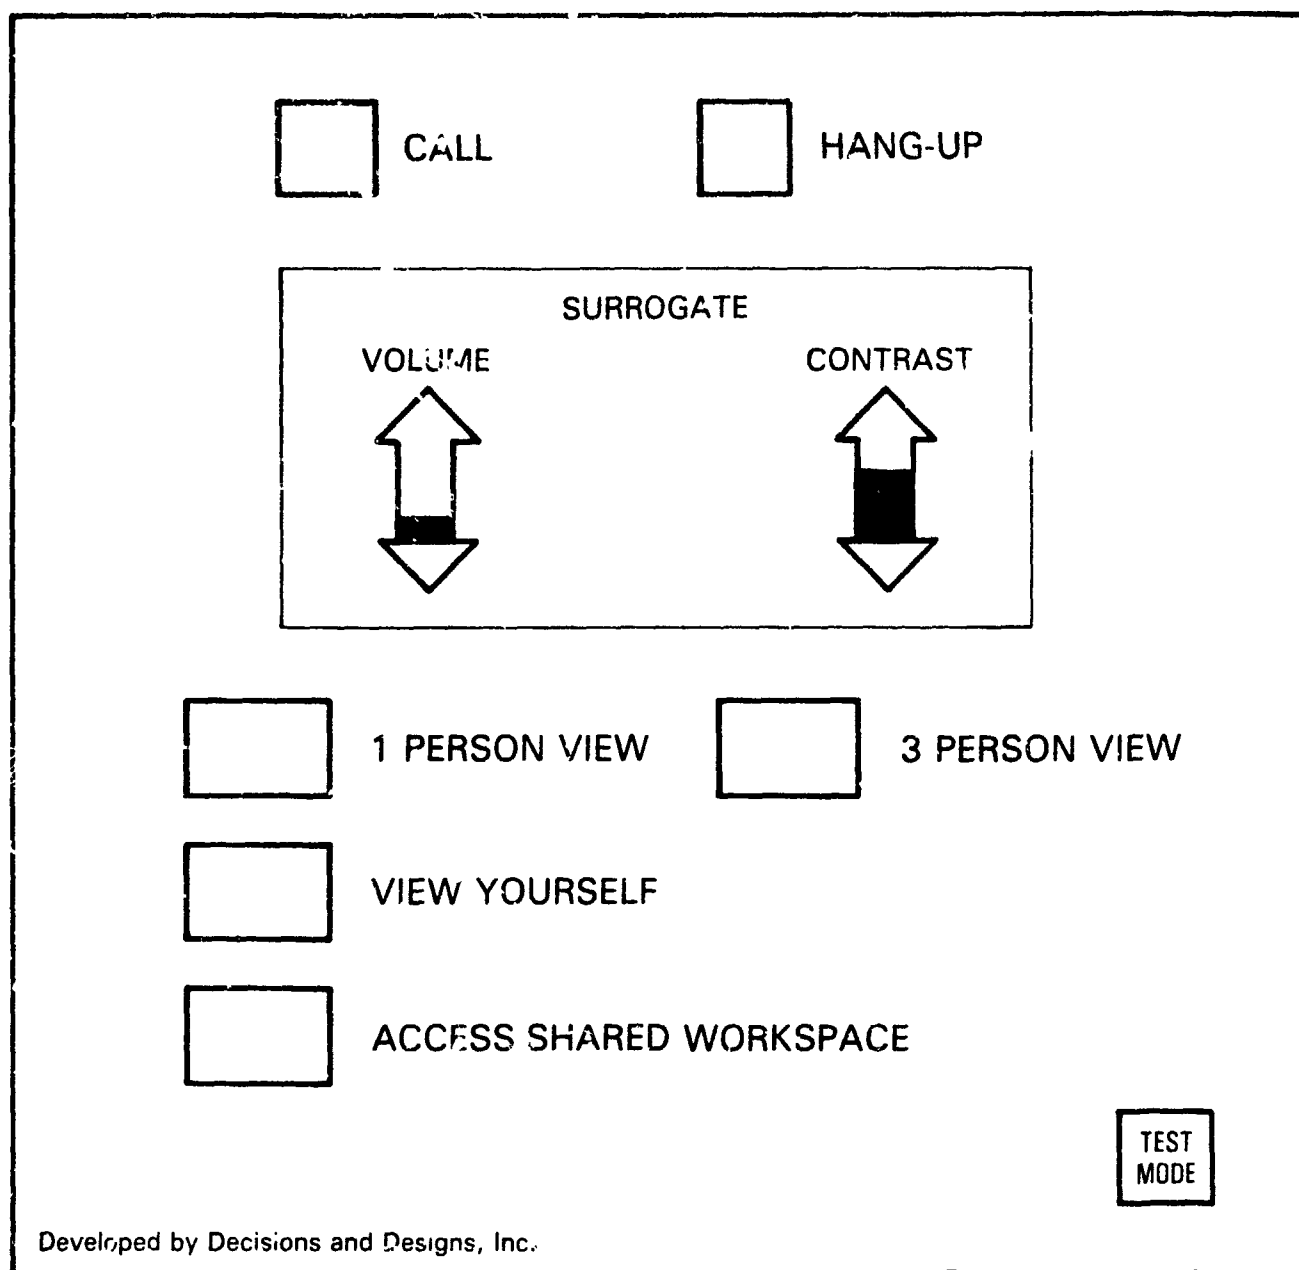 CALL
HANG-UP
SURROGATE
VOLUME
CONTRAST
1 PERSON VIEW
3 PERSON VIEW
VIEW YOURSELF
ACCESS SHARED WORKSPACE
TEST
MODE
Developed by Decisions and Designs, Inc.